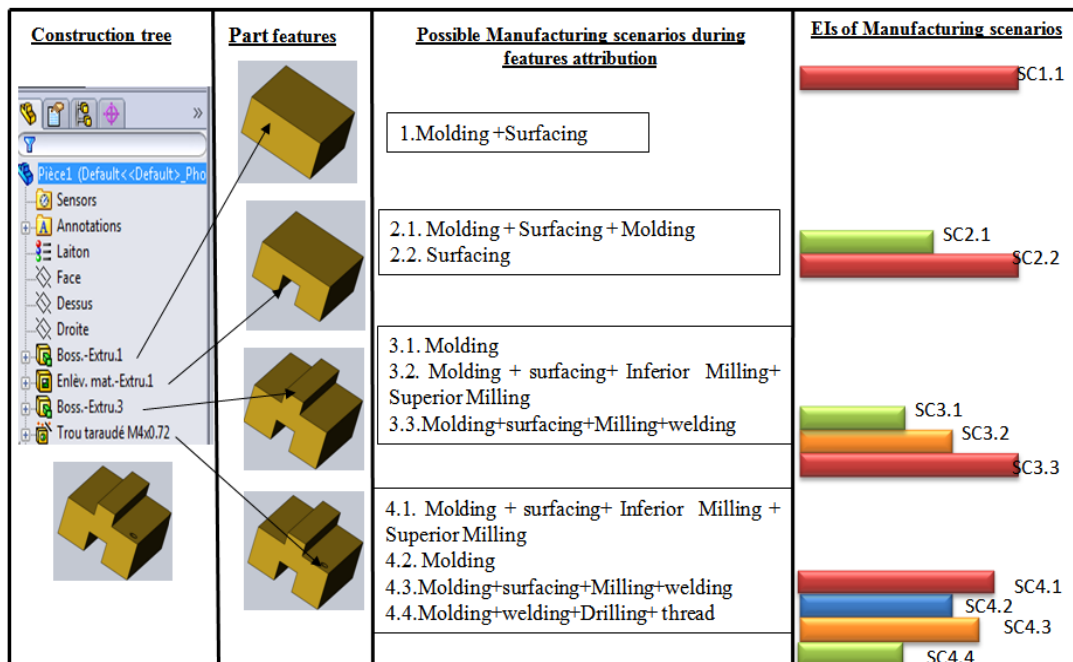 Construction tree
Part features
Possible Manufacturing scenarios during
features attribution
EIs of Manufacturing scenarios
Pièce1 (Default<<Default>_Pho
Sensors
Annotations
Laiton
Face
Dessus
Droite
Boss.-Extru.1
Enlèv. mat.-Extru.1
Boss.-Extru.3
Trou taraudé M4x0.72
1.Molding +Surfacing
2.1. Molding + Surfacing + Molding
2.2. Surfacing
3.1. Molding
3.2. Molding + surfacing+ Inferior Milling+
Superior Milling
3.3.Molding+surfacing+Milling+welding
4.1. Molding + surfacing+ Inferior Milling +
Superior Milling
4.2. Molding
4.3.Molding+surfacing+Milling+welding
4.4.Molding+welding+Drilling+ thread
SC1.1
SC2.1
SC2.2
SC3.1
SC3.2
SC3.3
SC4.1
SC4.2
SC4.3
SC4.4